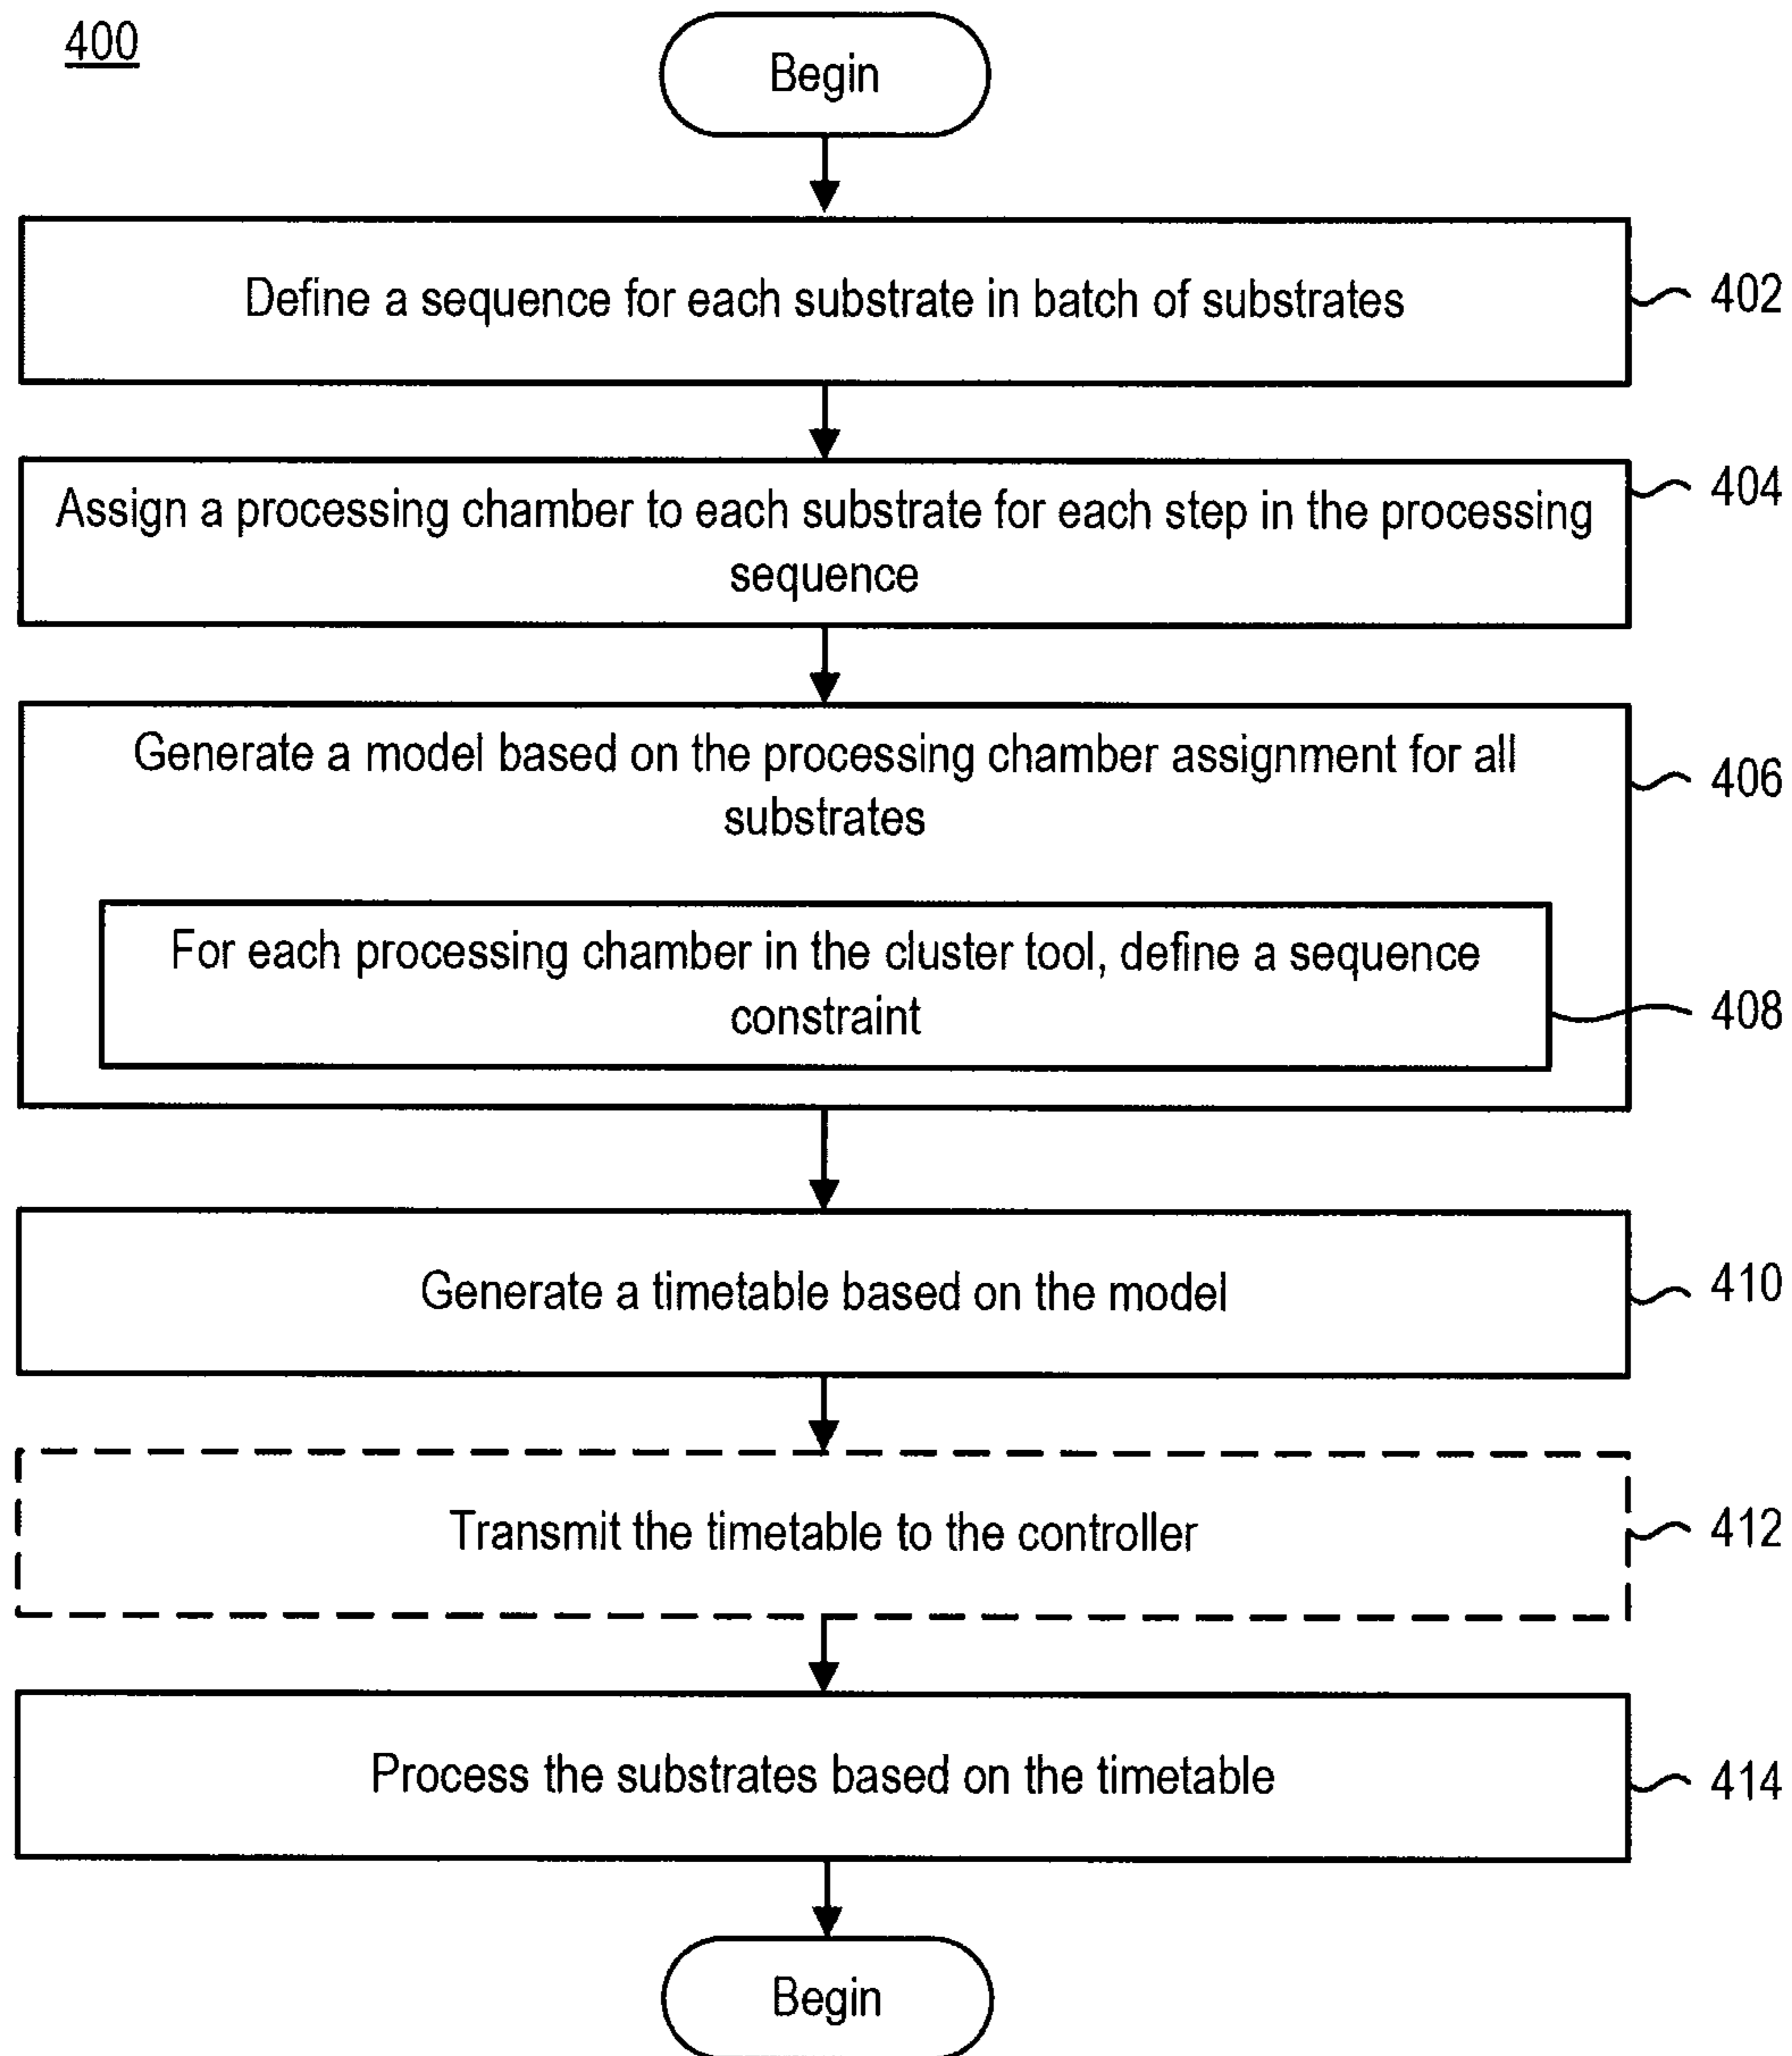 400
Begin
Define a sequence for each substrate in batch of substrates
402
Assign a processing chamber to each substrate for each step in the processing
sequence
404
Generate a model based on the processing chamber assignment for all
substrates
406
For each processing chamber in the cluster tool, define a sequence
constraint
408
Generate a timetable based on the model
410
Transmit the timetable to the controller
412
Process the substrates based on the timetable
414
Begin